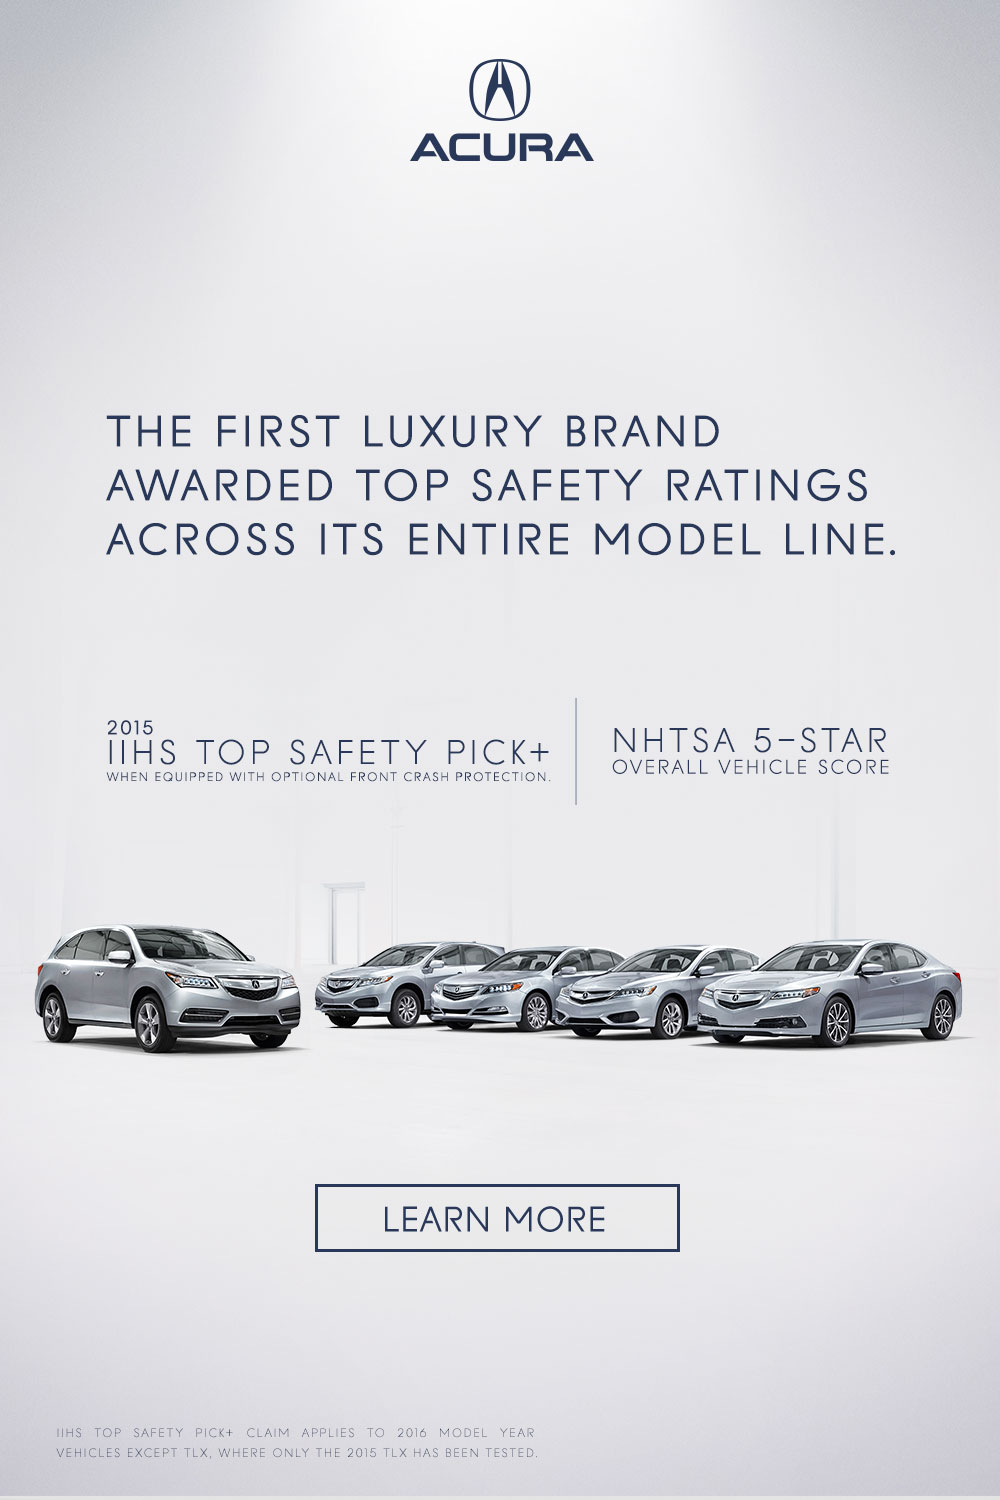 ACURA
THE FIRST LUXURY BRAND
AWARDED TOP SAFETY RATINGS
ACROSS ITS ENTIRE MODEL LINE.
2015
IIHS TOP SAFETY PICK+
WHEN EQUIPPED WITH OPTIONAL FRONT CRASH PROTECTION.
NHTSA 5-STAR
OVERALL VEHICLE SCORE
LEARN MORE
IIHS TOP SAFETY PICK+ CLAIM APPLIES TO 2016 MODEL YEAR
VEHICLES EXCEPT TLX, WHERE ONLY THE 2015 TLX HAS BEEN TESTED.